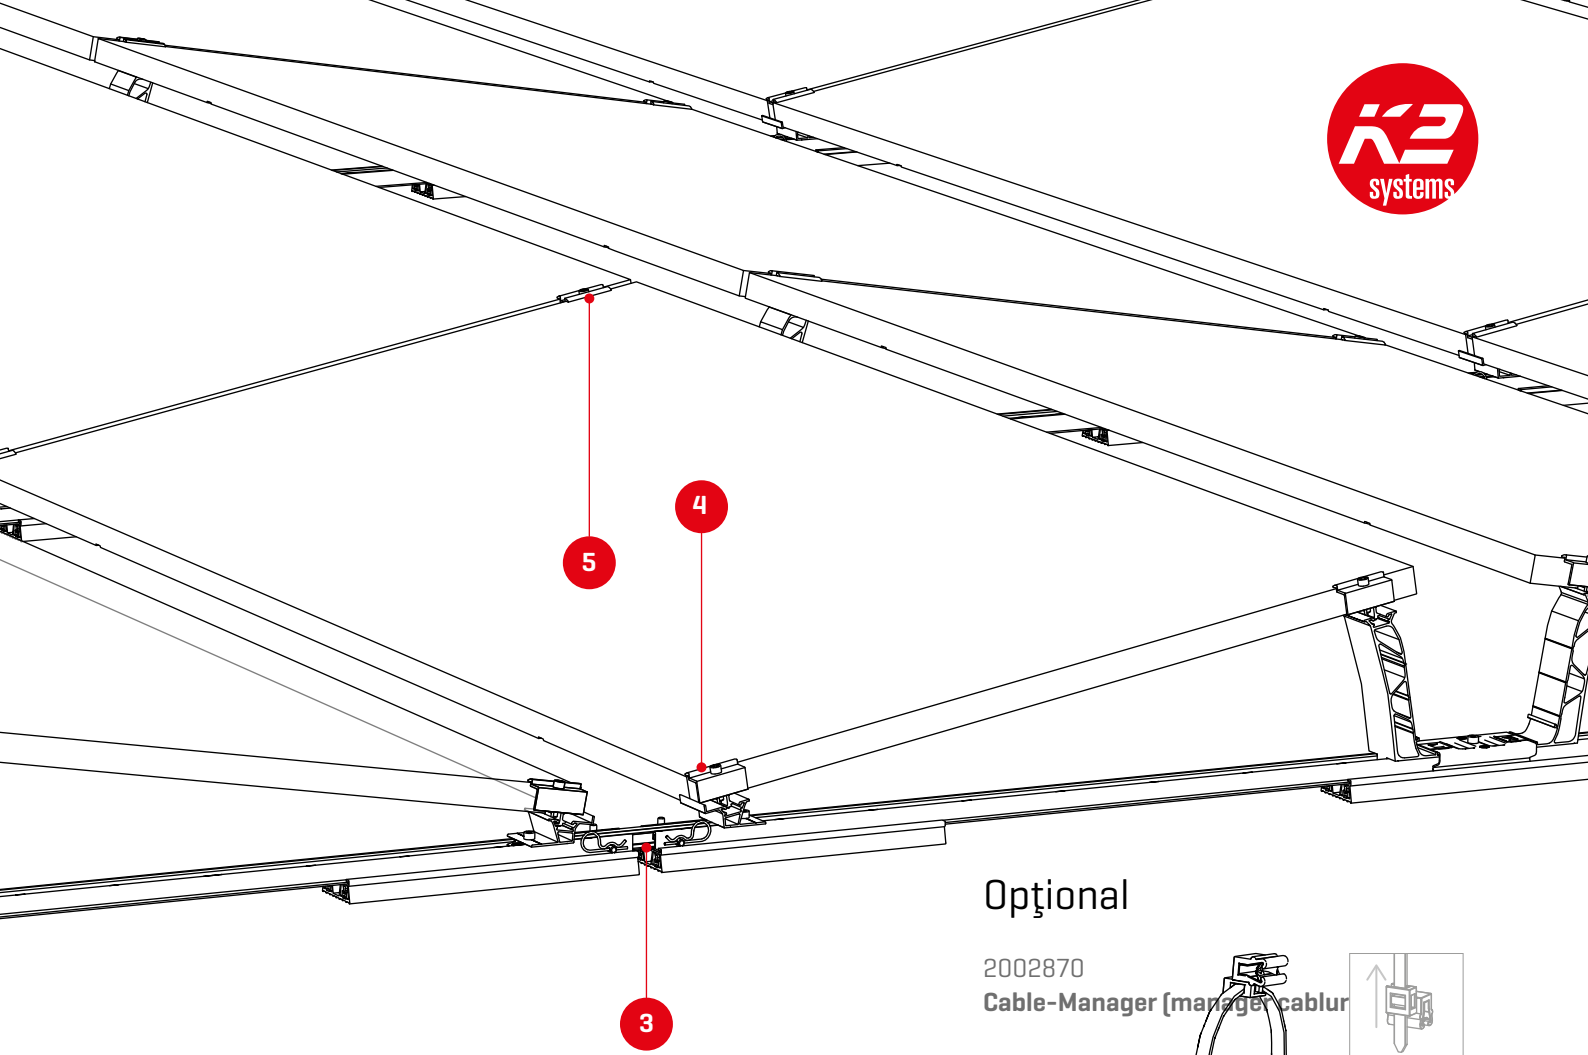 K2
systems
5
4
3
Opţional
2002870
Cable-Manager (manager cablur